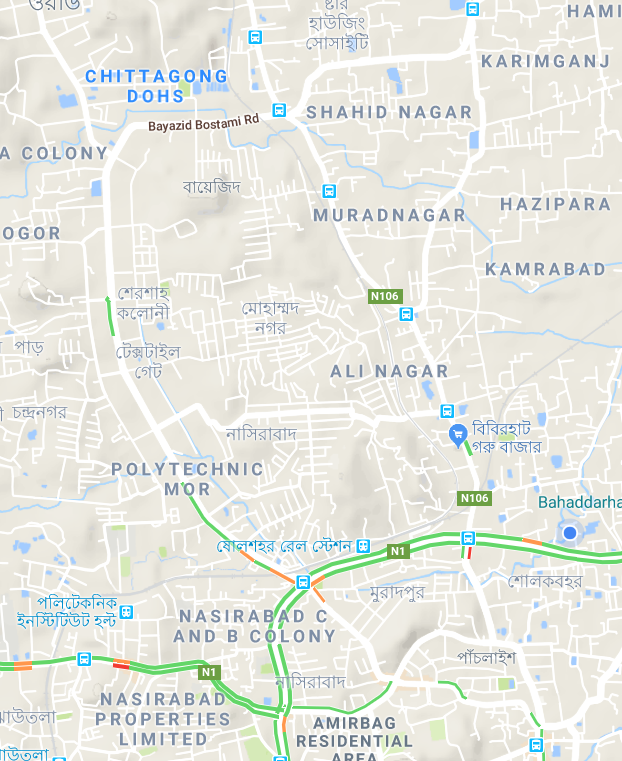 ওয়ার্ড
ষ্টার
হাউজিং
সোসাইটি
HAMI
KARIMGANJ
CHITTAGONG
DOHS
SHAHID NAGAR
Bayazid Bostami Rd
A COLONY
বায়েজিদ
MURADNAGAR
HAZIPARA
OGOR
KAMRABAD
শেরশাহ
কলোনী
N106
মোহাম্মদ
নগর
পাড়
টেক্সটাইল
গেট
ALI NAGAR
চন্দ্রনগর
নাসিরাবাদ
বিবিরহাট
গরু বাজার
POLYTECHNIC
MOR
N106
Bahaddarha
ষোলশহর রেল স্টেশন
N1
শোলকবহর
মুরাদপুর
পলিটেকনিক
ইনস্টিটিউট হল্ট
NASIRABAD C
AND B COLONY
পাঁচলাইশ
N1
নাসিরাবাদ
NASIRABAD
PROPERTIES
LIMITED
ঝাউতলা
AMIRBAG
RESIDENTIAL
AREA
ঝাউতলা